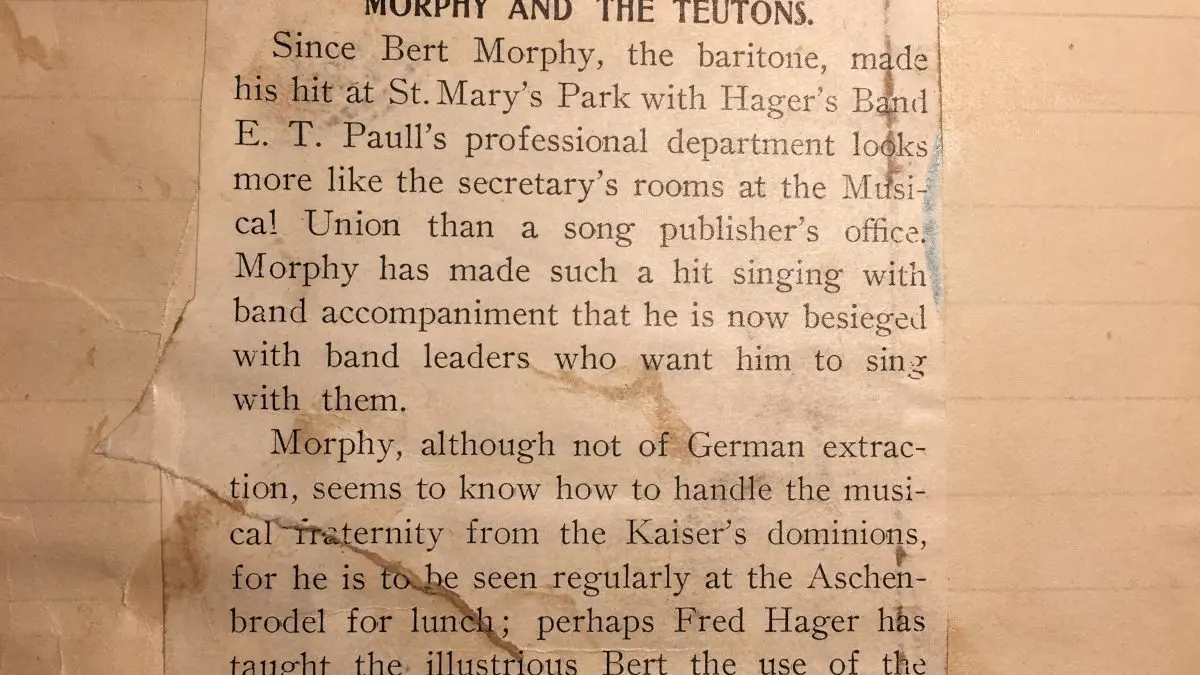 MORPHY AND THE TEUTONS.
Since Bert Morphy, the baritone, made
his hit at St. Mary's Park with Hager's Band
E. T. Paull's professional department looks
more like the secretary's rooms at the Musi-
cal Union than a song publisher's office.
Morphy has made such a hit singing with
band accompaniment that he is now besieged
with band leaders who want him to sing
with them.
Morphy, although not of German extrac-
tion, seems to know how to handle the musi-
cal fraternity from the Kaiser's dominions,
for he is to be seen regularly at the Aschen-
brodel for lunch; perhaps Fred Hager has
taught the illustrious Bert the use of the